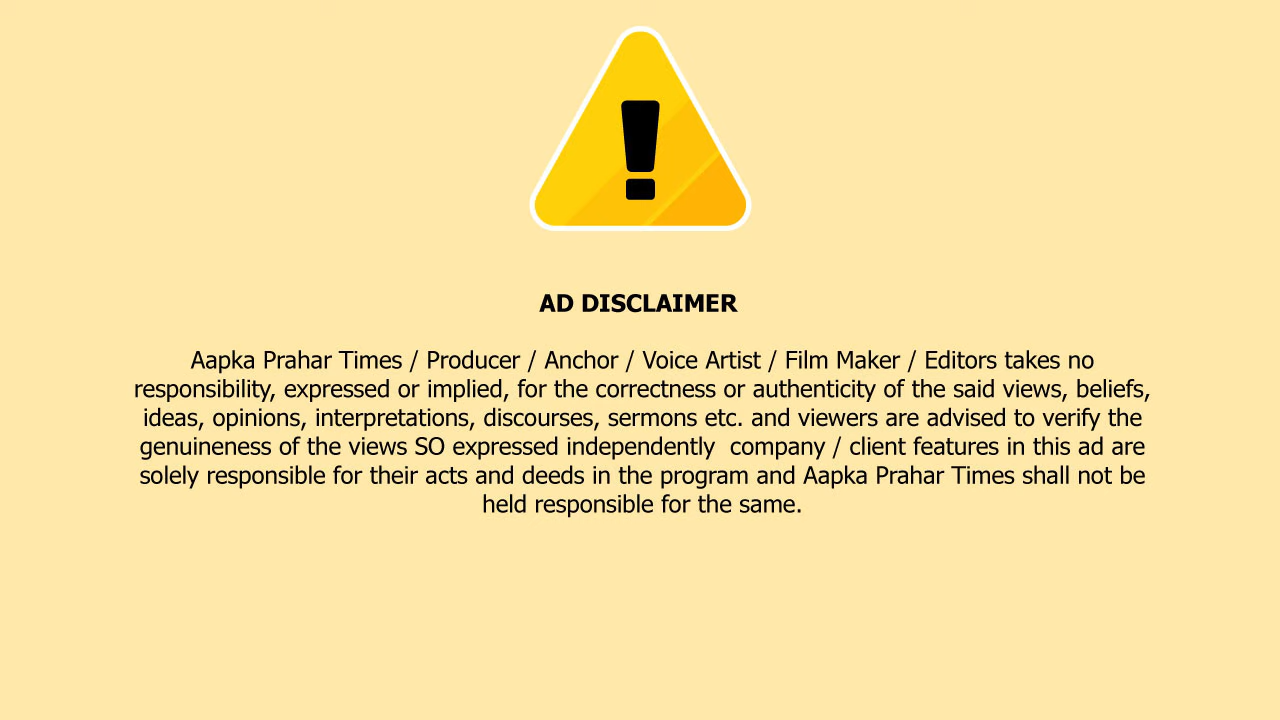 AD DISCLAIMER
Aapka Prahar Times / Producer / Anchor / Voice Artist / Film Maker / Editors takes no
responsibility, expressed or implied, for the correctness or authenticity of the said views, beliefs,
ideas, opinions, interpretations, discourses, sermons etc. and viewers are advised to verify the
genuineness of the views SO expressed independently  company / client features in this ad are
solely responsible for their acts and deeds in the program and Aapka Prahar Times shall not be
held responsible for the same.